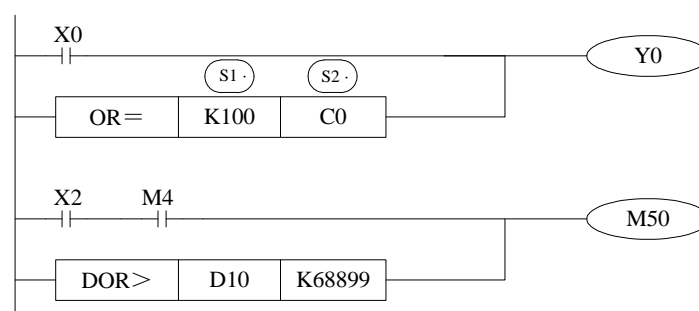 X0
Y0
S1· S2·
OR＝ K100 C0
X2 M4
M50
DOR> D10 K68899